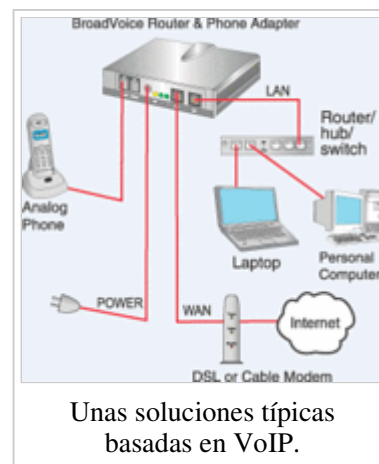 BroadVoice Router & Phone Adapter
LAN
Router/
hub/
switch
Analog
Phone
Laptop
Personal
Computer
POWER
WAN
Internet
DSL or Cable Modem
Unas soluciones típicas
basadas en VoIP.